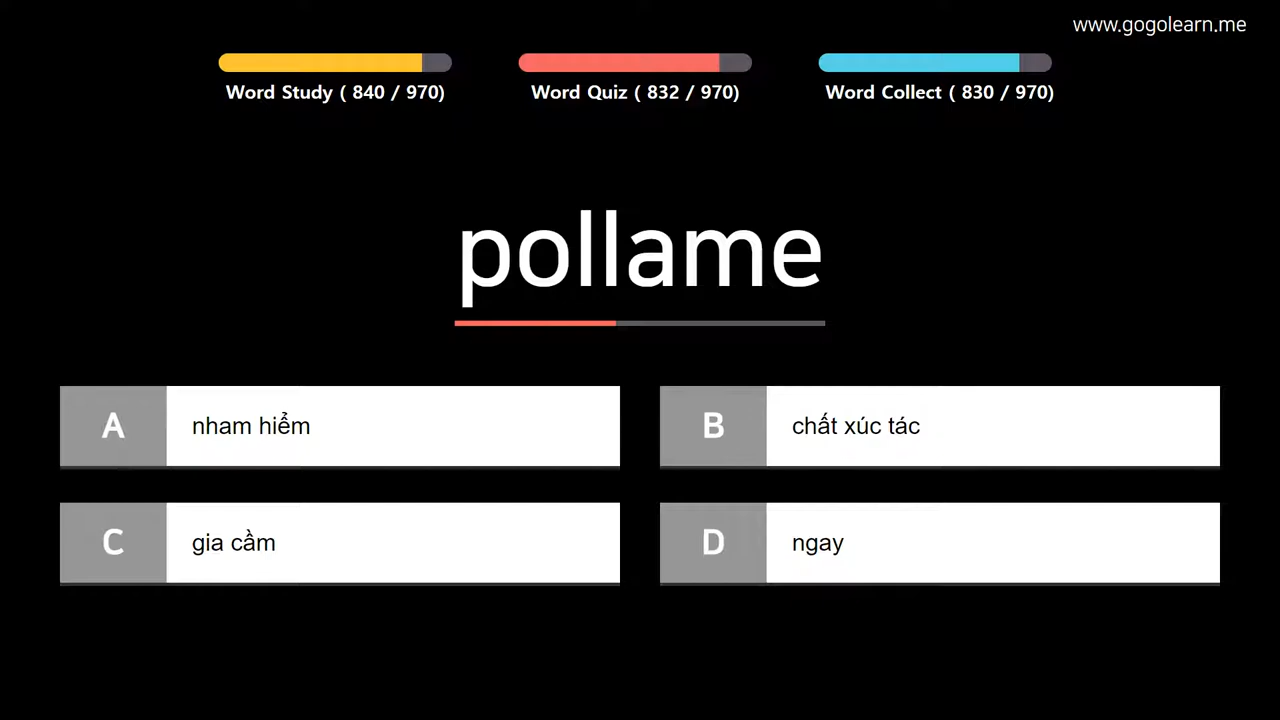 www.gogolearn.me
Word Study ( 840 / 970)
Word Quiz ( 832 / 970)
Word Collect ( 830 / 970)
pollame
A
nham hiểm
B
chất xúc tác
C
gia cầm
D
ngay